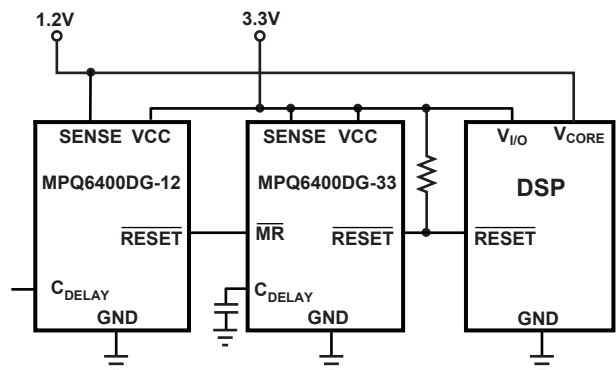 1.2V 3.3V
SENSE VCC SENSE VCC V_I/O V_CORE
MPQ6400DG-12 MPQ6400DG-33 DSP
RESET MR RESET RESET
C_DELAY C_DELAY
GND GND GND